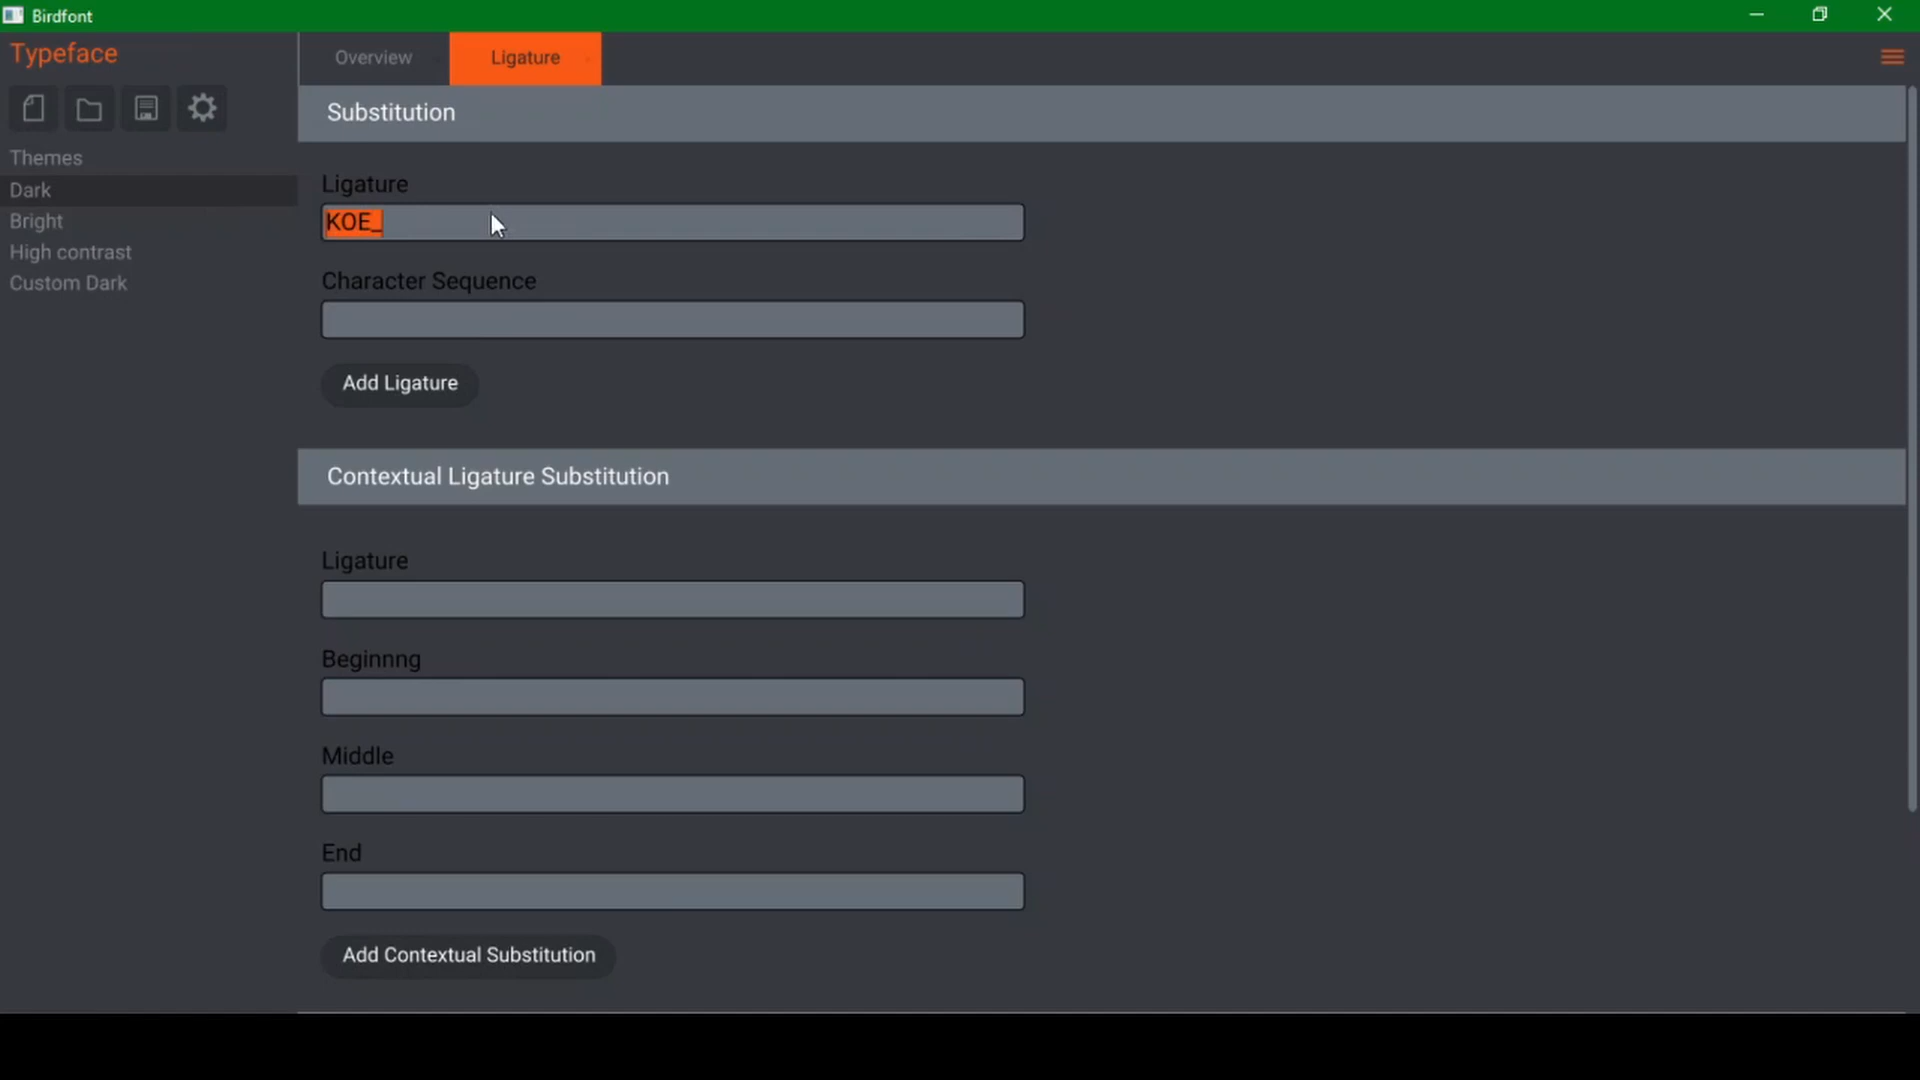 Birdfont
Typeface
Overview
Ligature
Substitution
Themes
Dark
Bright
High contrast
Custom Dark
Ligature
KOE_
Character Sequence
Add Ligature
Contextual Ligature Substitution
Ligature
Beginnng
Middle
End
Add Contextual Substitution